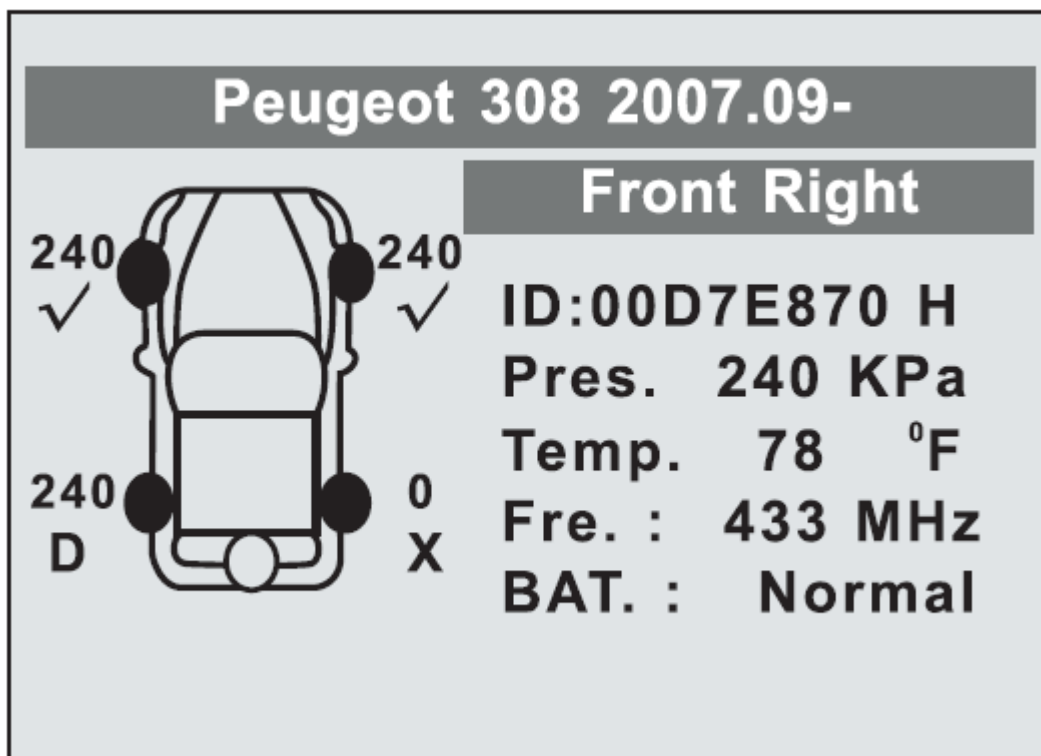 Peugeot 308 2007.09-
Front Right
240 √ 240 √
ID:00D7E870 H
Pres. 240 KPa
Temp. 78 ⁰F
240 D 0 X
Fre. : 433 MHz
BAT. : Normal